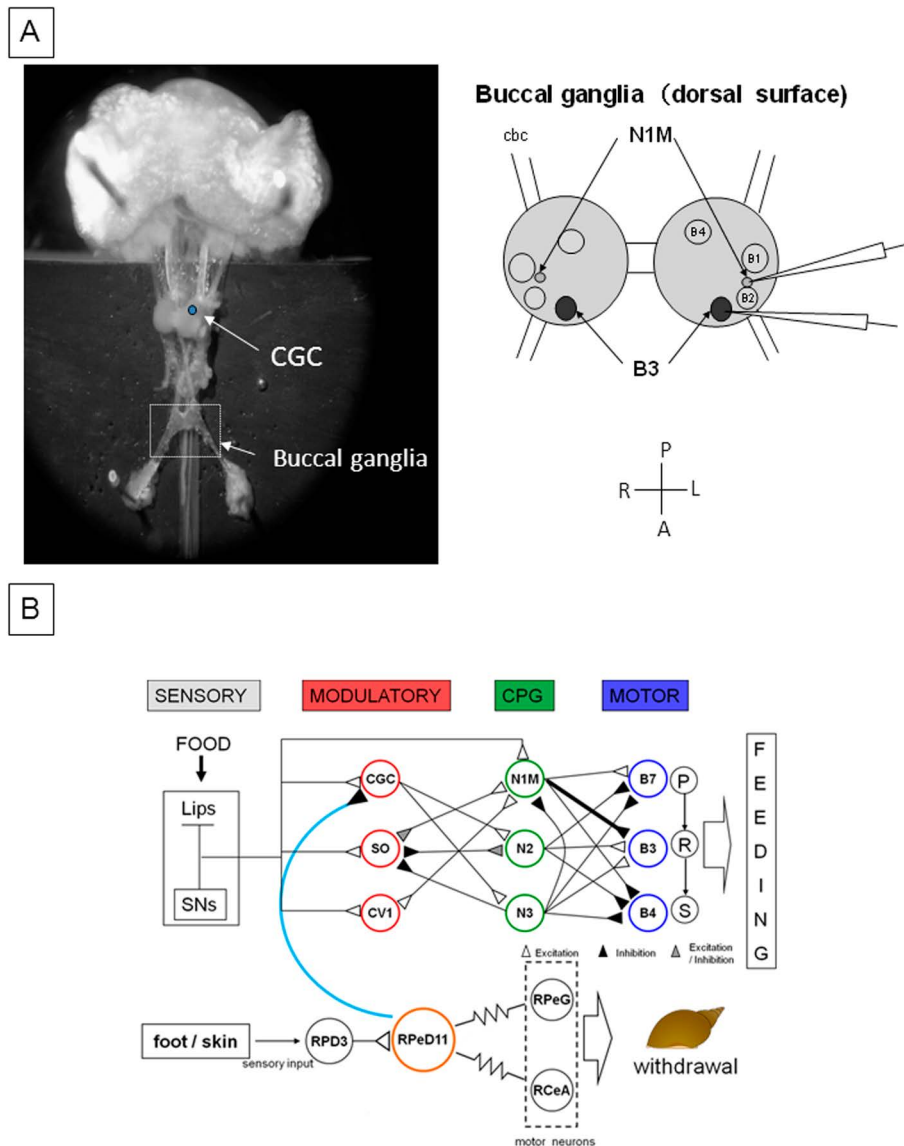 A
Buccal ganglia (dorsal surface)
cbc
N1M
B4
B1
B2
B3
CGC
Buccal ganglia
P
R
L
A
B
SENSORY
MODULATORY
CPG
MOTOR
FOOD
Lips
SNs
CGC
N1M
B7
P
SO
N2
B3
R
CV1
N3
B4
S
FEEDING
Excitation
Inhibition
Excitation
/ Inhibition
foot / skin
sensory input
RPD3
RPeD11
RPeG
RCeA
motor neurons
withdrawal